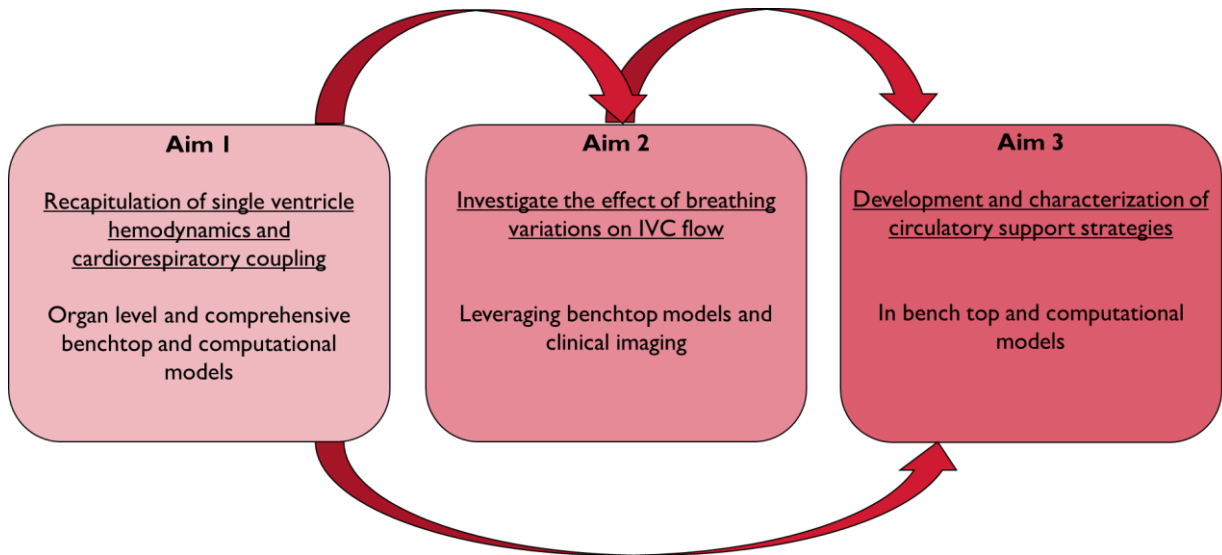 Aim 1
Recapitulation of single ventricle
hemodynamics and
cardiorespiratory coupling
Organ level and comprehensive
benchtop and computational
models
Aim 2
Investigate the effect of breathing
variations on IVC flow
Leveraging benchtop models and
clinical imaging
Aim 3
Development and characterization of
circulatory support strategies
In bench top and computational
models